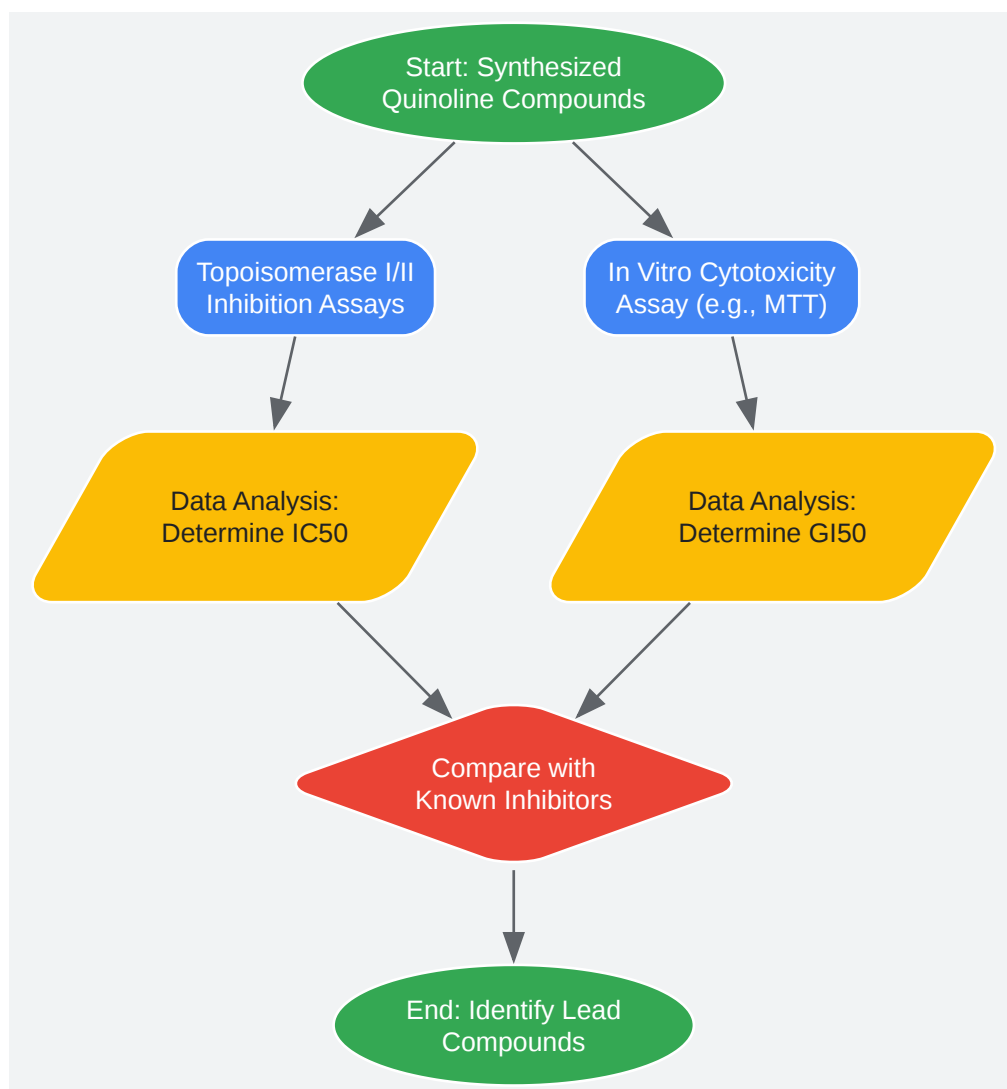 Start: Synthesized
Quinoline Compounds
Topoisomerase I/II
Inhibition Assays
In Vitro Cytotoxicity
Assay (e.g., MTT)
Data Analysis:
Determine IC50
Data Analysis:
Determine GI50
Compare with
Known Inhibitors
End: Identify Lead
Compounds